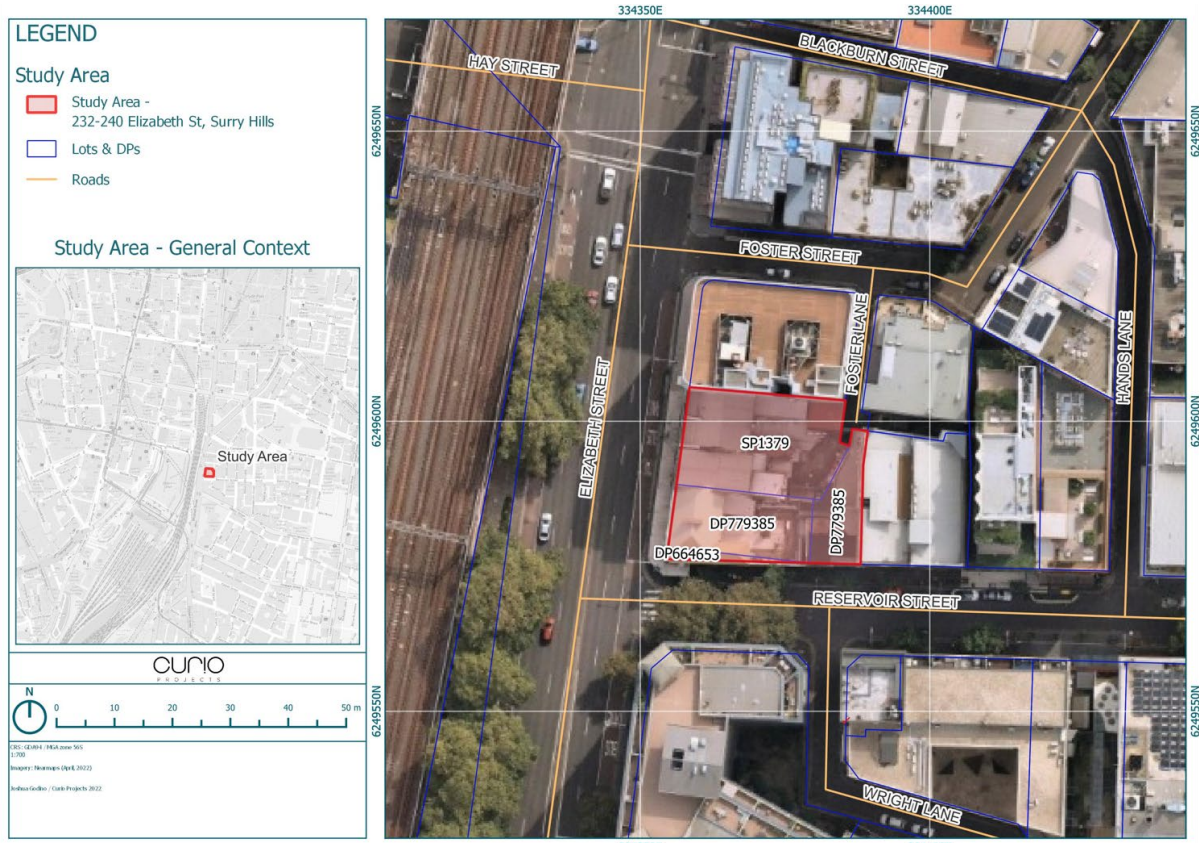 LEGEND
Study Area
Study Area -
232-240 Elizabeth St, Surry Hills
Lots & DPs
Roads
Study Area - General Context
Study Area
CURIO
PROJECTS
N
0 10 20 30 40 50 m
CRS: GDA94 / MGA zone 56S
1:700
Imagery: Nearmaps (April, 2022)
Joshua Godino / Curio Projects 2022
334350E
334400E
6249650N
6249600N
6249550N
6249650N
6249600N
6249550N
HAY STREET
BLACKBURN STREET
FOSTER STREET
FOSTER LANE
HANDS LANE
ELIZABETH STREET
SP1379
DP779385
DP779385
DP664653
RESERVOIR STREET
WRIGHT LANE